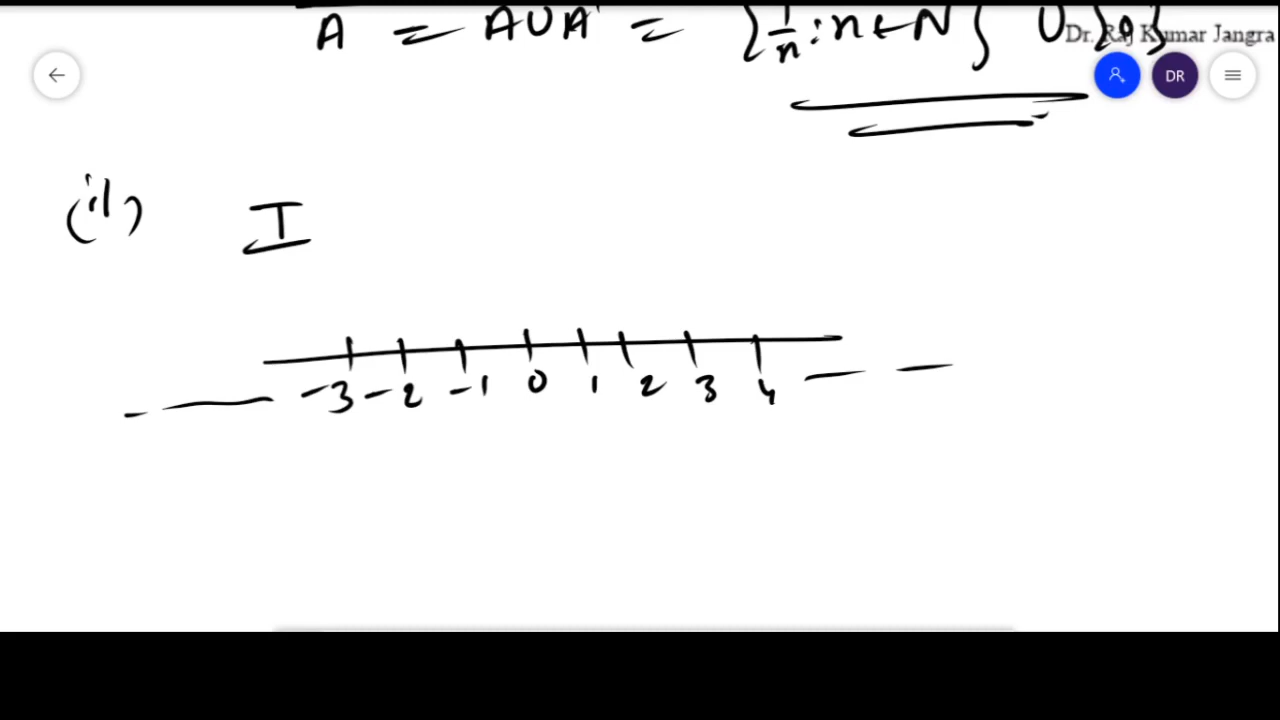 Ā = A∪A' = {1/n : n ∈ N} ∪ {0}
Dr. Raj Kumar Jangra
DR
(ii) I
-3 -2 -1 0 1 2 3 4